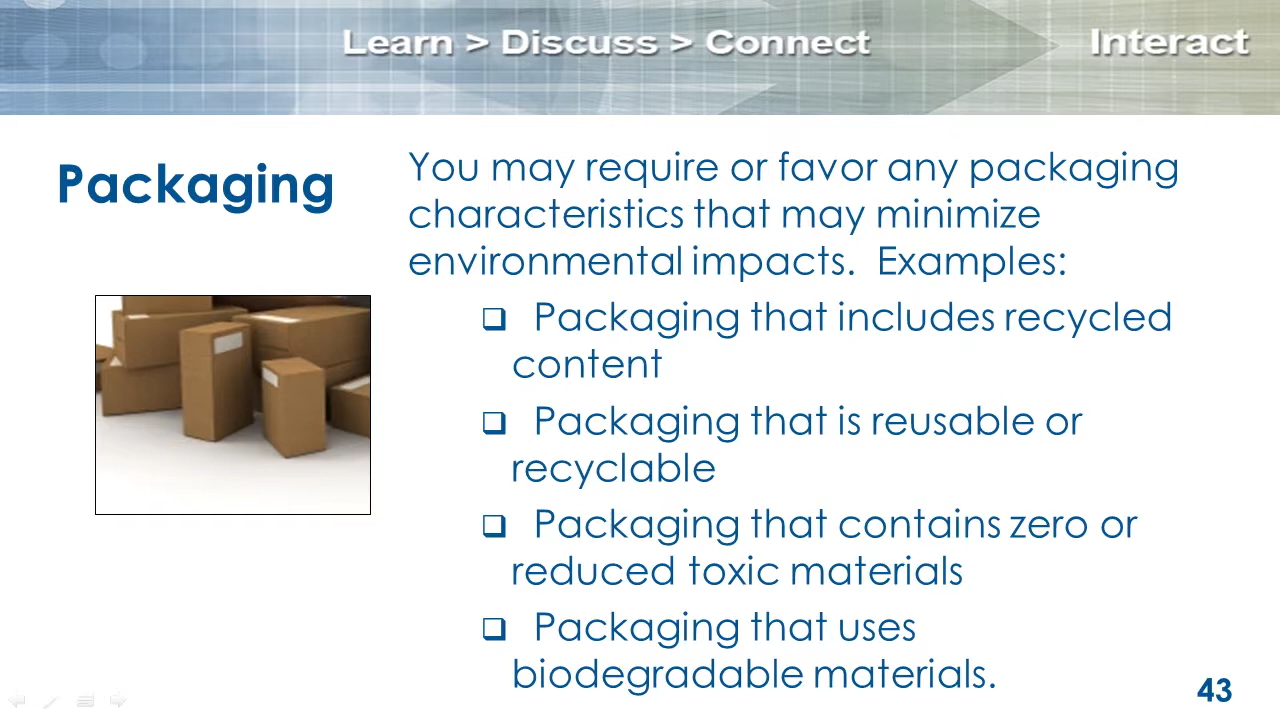 Learn > Discuss > Connect
Interact
Packaging
You may require or favor any packaging
characteristics that may minimize
environmental impacts.  Examples:
❑ Packaging that includes recycled
content
❑ Packaging that is reusable or
recyclable
❑ Packaging that contains zero or
reduced toxic materials
❑ Packaging that uses
biodegradable materials.
43